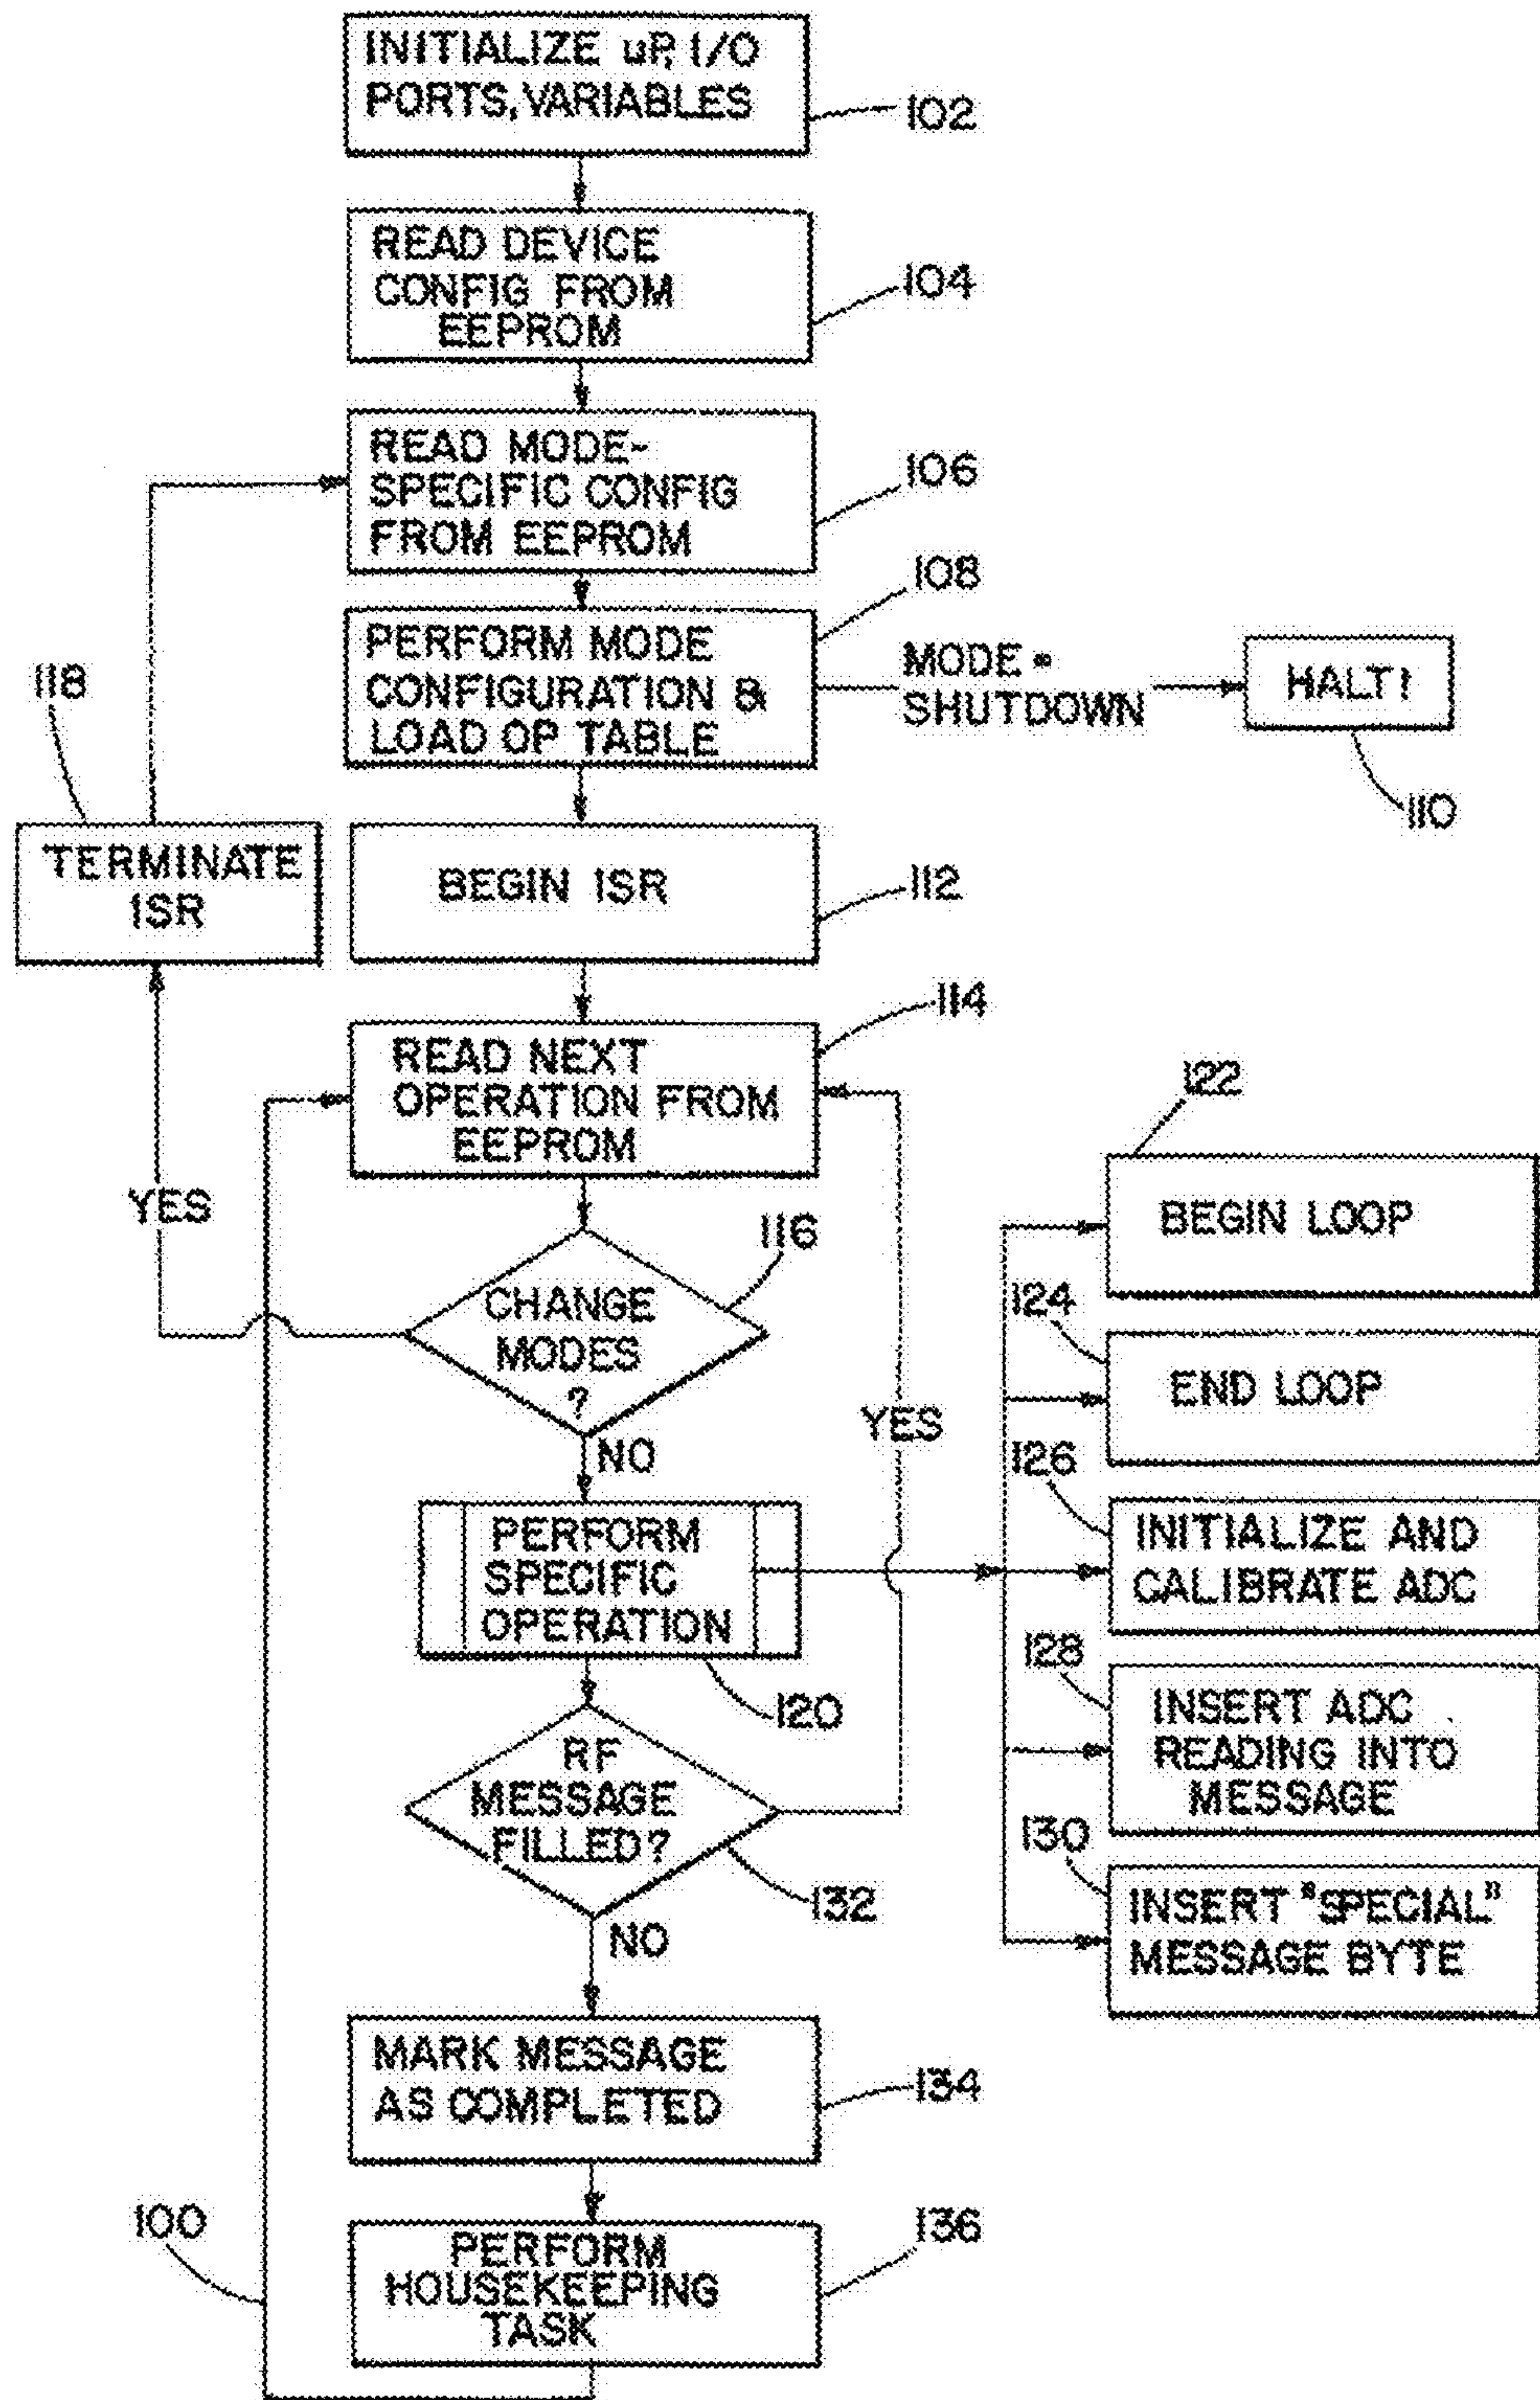 INITIALIZE uP, I/O
PORTS, VARIABLES
102
READ DEVICE
CONFIG FROM
EEPROM
104
READ MODE-
SPECIFIC CONFIG
FROM EEPROM
106
108
PERFORM MODE
CONFIGURATION &
LOAD OP TABLE
MODE =
SHUTDOWN
HALT!
110
118
TERMINATE
ISR
BEGIN ISR
112
114
READ NEXT
OPERATION FROM
EEPROM
YES
116
CHANGE
MODES
?
NO
YES
122
BEGIN LOOP
124
END LOOP
126
INITIALIZE AND
CALIBRATE ADC
PERFORM
SPECIFIC
OPERATION
120
128
INSERT ADC
READING INTO
MESSAGE
130
INSERT "SPECIAL"
MESSAGE BYTE
RF
MESSAGE
FILLED?
132
NO
MARK MESSAGE
AS COMPLETED
134
100
PERFORM
HOUSEKEEPING
TASK
136